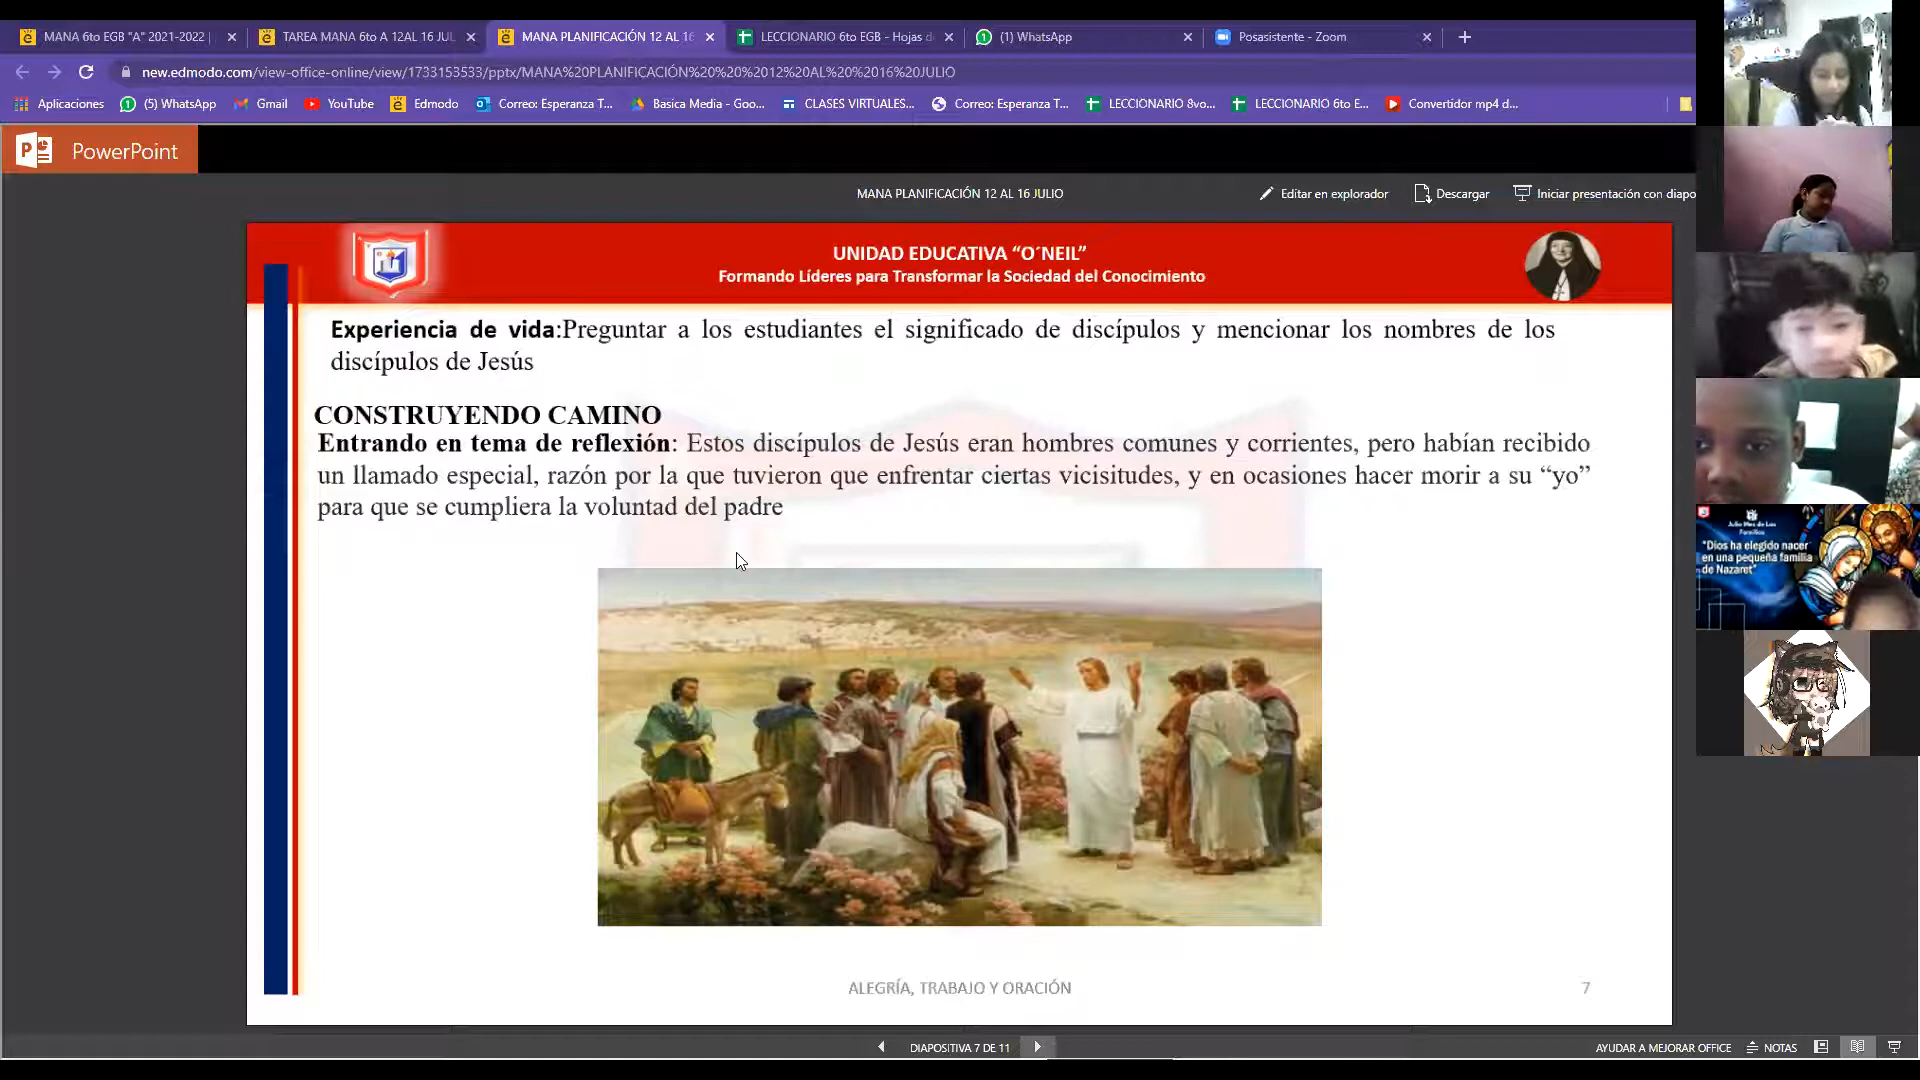 MANA 6to EGB "A" 2021-2022 |
TAREA MANA 6to A 12AL 16 JUL
MANA PLANIFICACIÓN 12 AL 16
LECCIONARIO 6to EGB - Hojas d
(1) WhatsApp
Posasistente - Zoom
new.edmodo.com/view-office-online/view/1733153533/pptx/MANA%20PLANIFICACIÓN%20%20%2012%20AL%20%2016%20JULIO
Aplicaciones
(5) WhatsApp
Gmail
YouTube
Edmodo
Correo: Esperanza T...
Basica Media - Goo...
CLASES VIRTUALES...
Correo: Esperanza T...
LECCIONARIO 8vo...
LECCIONARIO 6to E...
Convertidor mp4 d...
PowerPoint
MANA PLANIFICACIÓN 12 AL 16 JULIO
Editar en explorador
Descargar
Iniciar presentación con diapo
UNIDAD EDUCATIVA “O´NEIL”
Formando Líderes para Transformar la Sociedad del Conocimiento
Experiencia de vida:Preguntar a los estudiantes el significado de discípulos y mencionar los nombres de los
discípulos de Jesús
CONSTRUYENDO CAMINO
Entrando en tema de reflexión: Estos discípulos de Jesús eran hombres comunes y corrientes, pero habían recibido
un llamado especial, razón por la que tuvieron que enfrentar ciertas vicisitudes, y en ocasiones hacer morir a su “yo”
para que se cumpliera la voluntad del padre
ALEGRÍA, TRABAJO Y ORACIÓN
7
DIAPOSITIVA 7 DE 11
AYUDAR A MEJORAR OFFICE
NOTAS
Julio Mes de Las
Familias
"Dios ha elegido nacer
en una pequeña familia
de Nazaret"